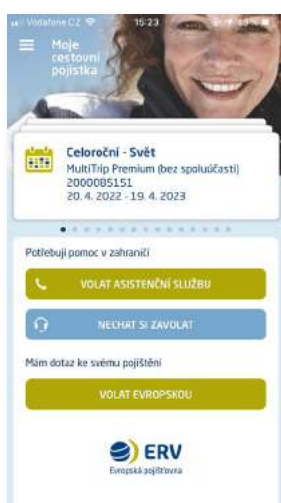 Vodafone CZ 15:23
Moje
cestovní
pojistka
Celoroční - Svět
MultiTrip Premium (bez spoluúčasti)
2000085151
20. 4. 2022 - 19. 4. 2023
Potřebuji pomoc v zahraničí
VOLAT ASISTENČNÍ SLUŽBU
NECHAT SI ZAVOLAT
Mám dotaz ke svému pojištění
VOLAT EVROPSKOU
ERV
Evropská pojišťovna